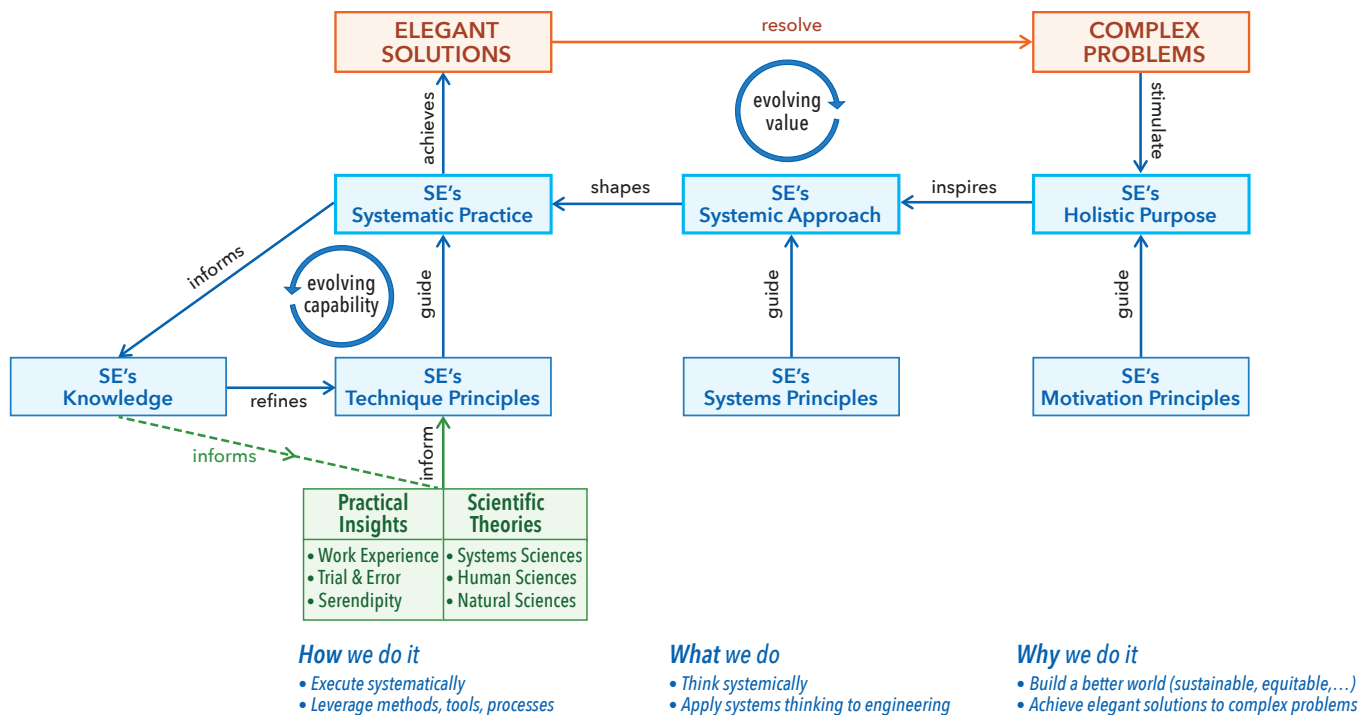 ELEGANT
SOLUTIONS
resolve
COMPLEX
PROBLEMS
achieves
evolving
value
stimulate
SE's
Systematic Practice
shapes
SE's
Systemic Approach
inspires
SE's
Holistic Purpose
informs
evolving
capability
guide
guide
guide
SE's
Knowledge
refines
SE's
Technique Principles
SE's
Systems Principles
SE's
Motivation Principles
informs
inform
Practical
Insights
• Work Experience
• Trial & Error
• Serendipity
Scientific
Theories
• Systems Sciences
• Human Sciences
• Natural Sciences
How we do it
• Execute systematically
• Leverage methods, tools, processes
What we do
• Think systemically
• Apply systems thinking to engineering
Why we do it
• Build a better world (sustainable, equitable,…)
• Achieve elegant solutions to complex problems